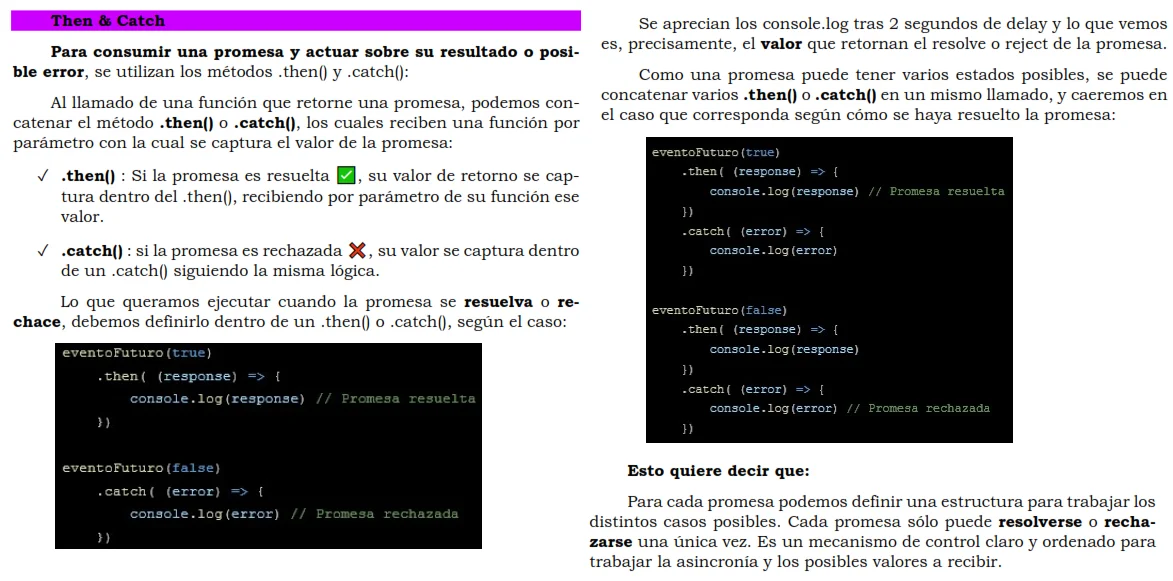 Then & Catch
Para consumir una promesa y actuar sobre su resultado o posi-
ble error, se utilizan los métodos .then() y .catch():
Al llamado de una función que retorne una promesa, podemos con-
catenar el método .then() o .catch(), los cuales reciben una función por
parámetro con la cual se captura el valor de la promesa:
✓ .then() : Si la promesa es resuelta ✅, su valor de retorno se cap-
tura dentro del .then(), recibiendo por parámetro de su función ese
valor.
✓ .catch() : si la promesa es rechazada ❌, su valor se captura dentro
de un .catch() siguiendo la misma lógica.
Lo que queramos ejecutar cuando la promesa se resuelva o re-
chace, debemos definirlo dentro de un .then() o .catch(), según el caso:
eventoFuturo(true)
    .then( (response) => {
        console.log(response) // Promesa resuelta
    })
eventoFuturo(false)
    .catch( (error) => {
        console.log(error) // Promesa rechazada
    })
Se aprecian los console.log tras 2 segundos de delay y lo que vemos
es, precisamente, el valor que retornan el resolve o reject de la promesa.
Como una promesa puede tener varios estados posibles, se puede
concatenar varios .then() o .catch() en un mismo llamado, y caeremos en
el caso que corresponda según cómo se haya resuelto la promesa:
eventoFuturo(true)
    .then( (response) => {
        console.log(response) // Promesa resuelta
    })
    .catch( (error) => {
        console.log(error)
    })
eventoFuturo(false)
    .then( (response) => {
        console.log(response)
    })
    .catch( (error) => {
        console.log(error) // Promesa rechazada
    })
Esto quiere decir que:
Para cada promesa podemos definir una estructura para trabajar los
distintos casos posibles. Cada promesa sólo puede resolverse o recha-
zarse una única vez. Es un mecanismo de control claro y ordenado para
trabajar la asincronía y los posibles valores a recibir.